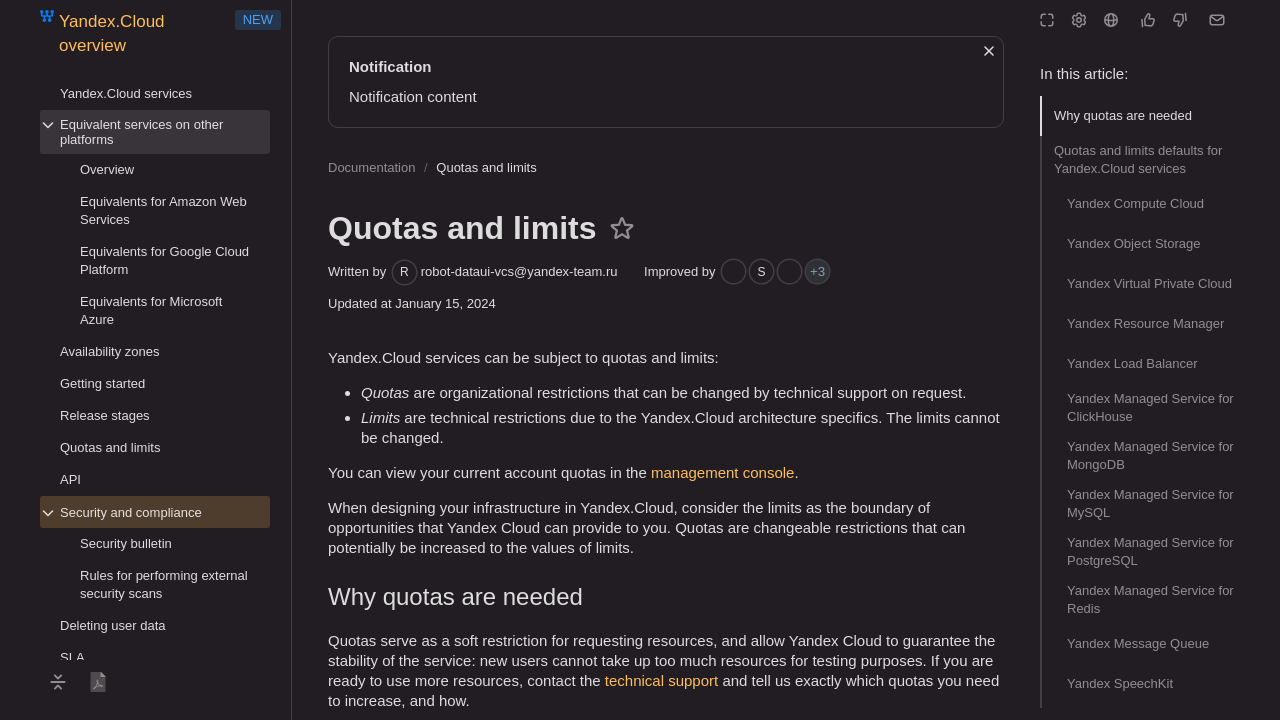 Yandex.Cloud
overview
NEW
Yandex.Cloud services
Equivalent services on other
platforms
Overview
Equivalents for Amazon Web
Services
Equivalents for Google Cloud
Platform
Equivalents for Microsoft
Azure
Availability zones
Getting started
Release stages
Quotas and limits
API
Security and compliance
Security bulletin
Rules for performing external
security scans
Deleting user data
SLA
Notification
Notification content
Documentation / Quotas and limits
Quotas and limits
Written by R robot-dataui-vcs@yandex-team.ru Improved by S +3
Updated at January 15, 2024
Yandex.Cloud services can be subject to quotas and limits:
• Quotas are organizational restrictions that can be changed by technical support on request.
• Limits are technical restrictions due to the Yandex.Cloud architecture specifics. The limits cannot
be changed.
You can view your current account quotas in the management console.
When designing your infrastructure in Yandex.Cloud, consider the limits as the boundary of
opportunities that Yandex Cloud can provide to you. Quotas are changeable restrictions that can
potentially be increased to the values of limits.
Why quotas are needed
Quotas serve as a soft restriction for requesting resources, and allow Yandex Cloud to guarantee the
stability of the service: new users cannot take up too much resources for testing purposes. If you are
ready to use more resources, contact the technical support and tell us exactly which quotas you need
to increase, and how.
In this article:
Why quotas are needed
Quotas and limits defaults for
Yandex.Cloud services
Yandex Compute Cloud
Yandex Object Storage
Yandex Virtual Private Cloud
Yandex Resource Manager
Yandex Load Balancer
Yandex Managed Service for
ClickHouse
Yandex Managed Service for
MongoDB
Yandex Managed Service for
MySQL
Yandex Managed Service for
PostgreSQL
Yandex Managed Service for
Redis
Yandex Message Queue
Yandex SpeechKit